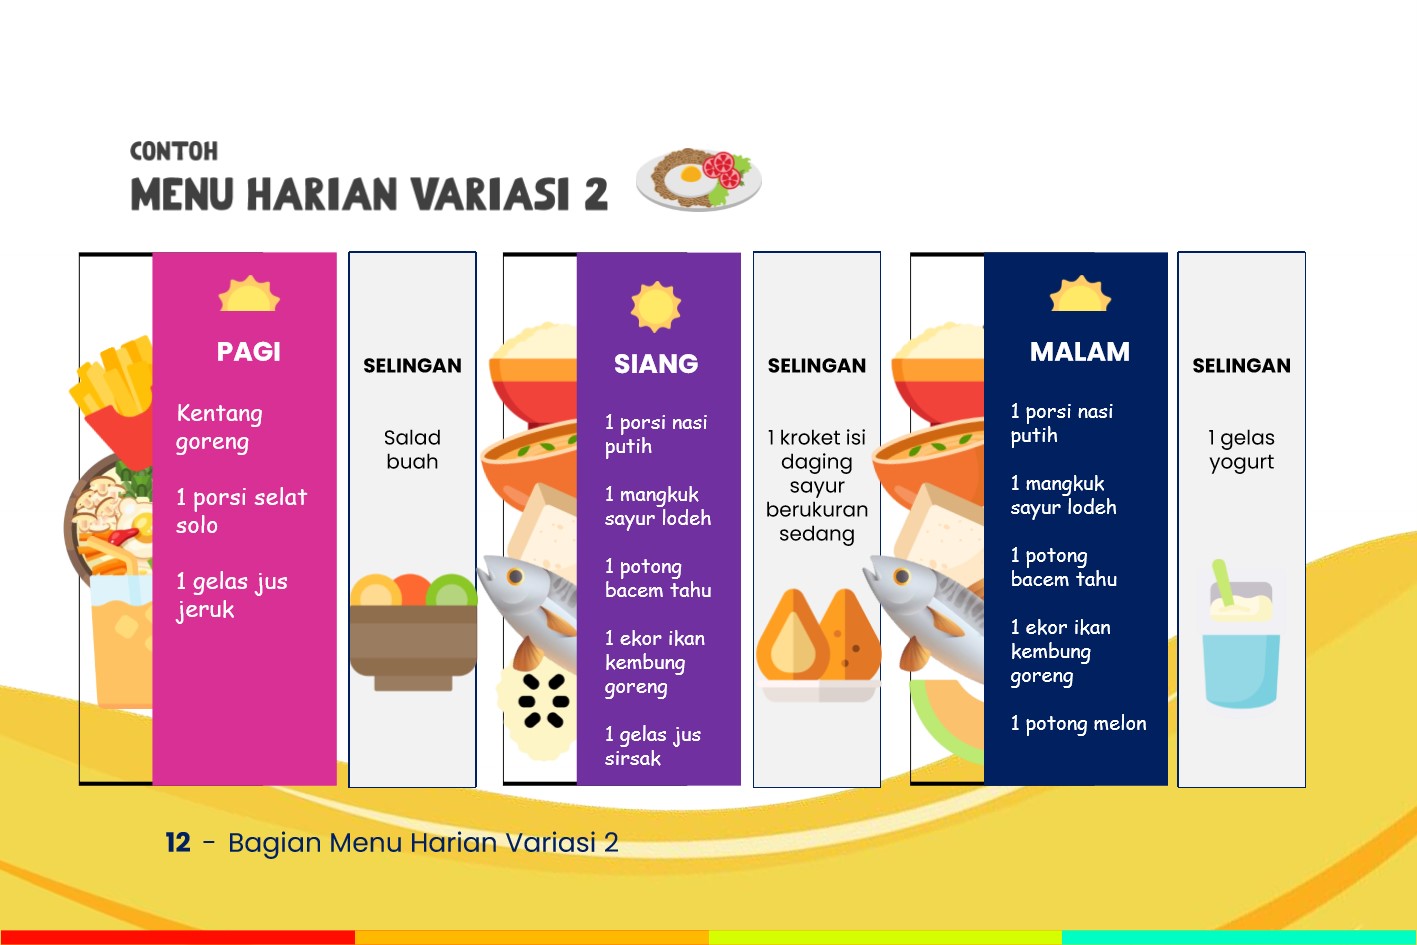 CONTOH
MENU HARIAN VARIASI 2
PAGI
Kentang
goreng
1 porsi selat
solo
1 gelas jus
jeruk
SELINGAN
Salad
buah
SIANG
1 porsi nasi
putih
1 mangkuk
sayur lodeh
1 potong
bacem tahu
1 ekor ikan
kembung
goreng
1 gelas jus
sirsak
SELINGAN
1 kroket isi
daging
sayur
berukuran
sedang
MALAM
1 porsi nasi
putih
1 mangkuk
sayur lodeh
1 potong
bacem tahu
1 ekor ikan
kembung
goreng
1 potong melon
SELINGAN
1 gelas
yogurt
12 - Bagian Menu Harian Variasi 2